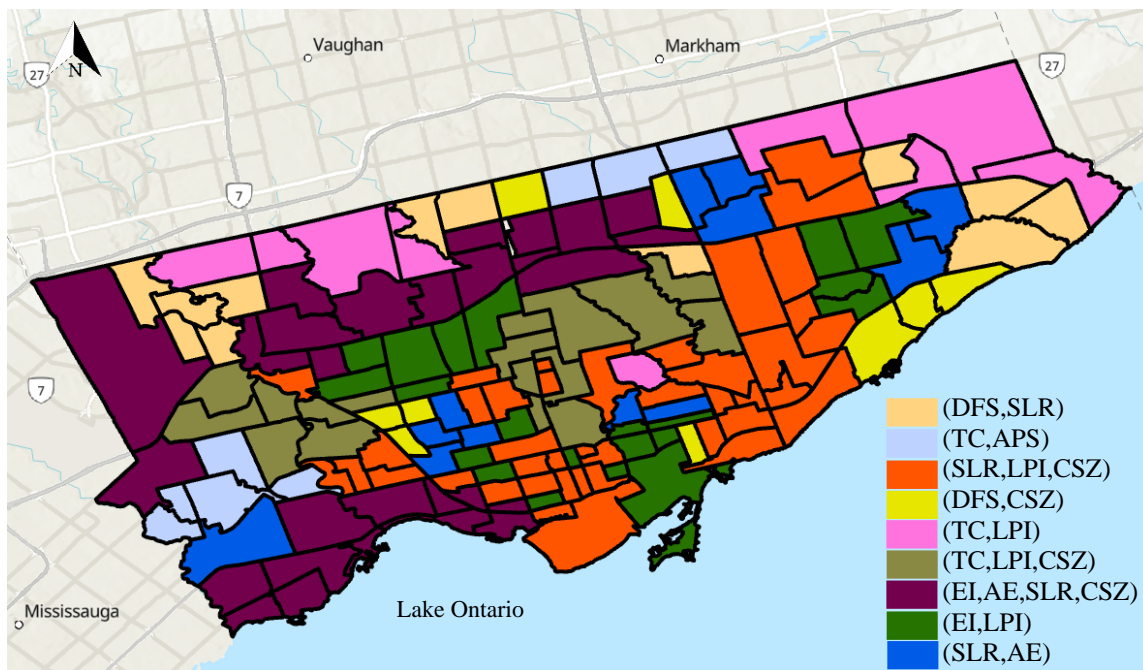 Vaughan
Markham
27
27
N
7
7
Mississauga
Lake Ontario
(DFS,SLR)
(TC,APS)
(SLR,LPI,CSZ)
(DFS,CSZ)
(TC,LPI)
(TC,LPI,CSZ)
(EI,AE,SLR,CSZ)
(EI,LPI)
(SLR,AE)